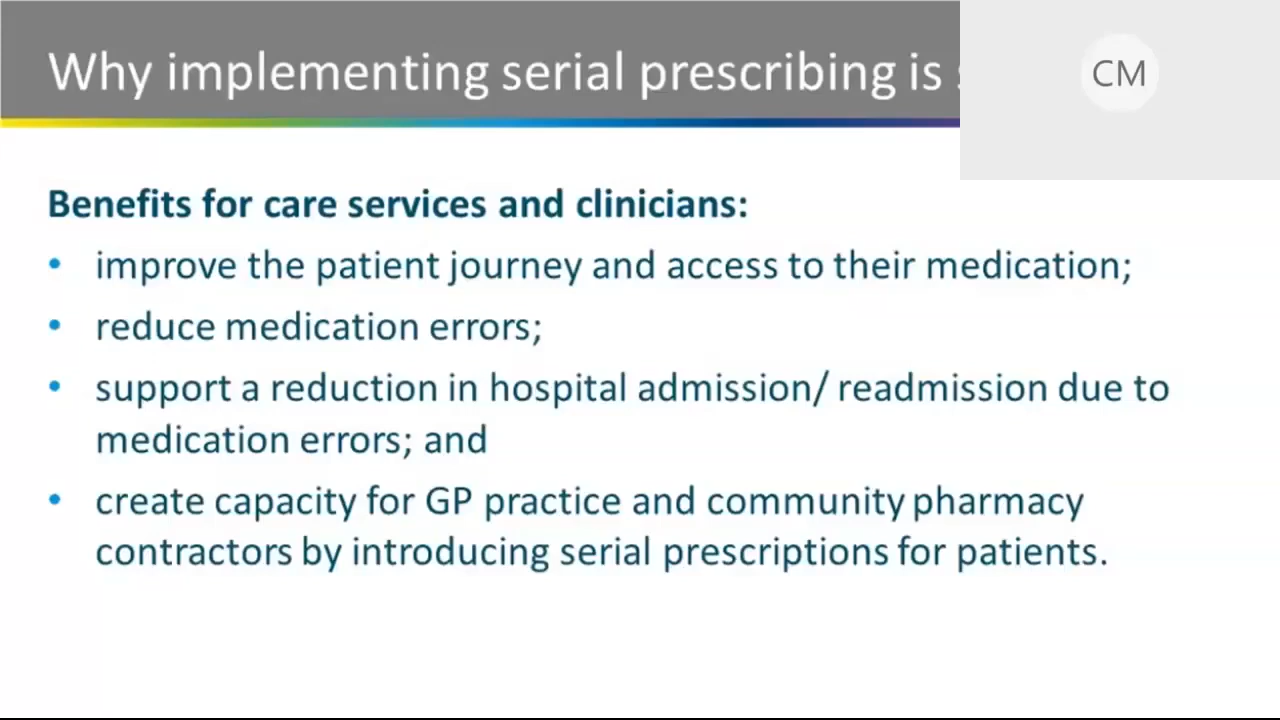 Why implementing serial prescribing is
CM
Benefits for care services and clinicians:
• improve the patient journey and access to their medication;
• reduce medication errors;
• support a reduction in hospital admission/ readmission due to
medication errors; and
• create capacity for GP practice and community pharmacy
contractors by introducing serial prescriptions for patients.